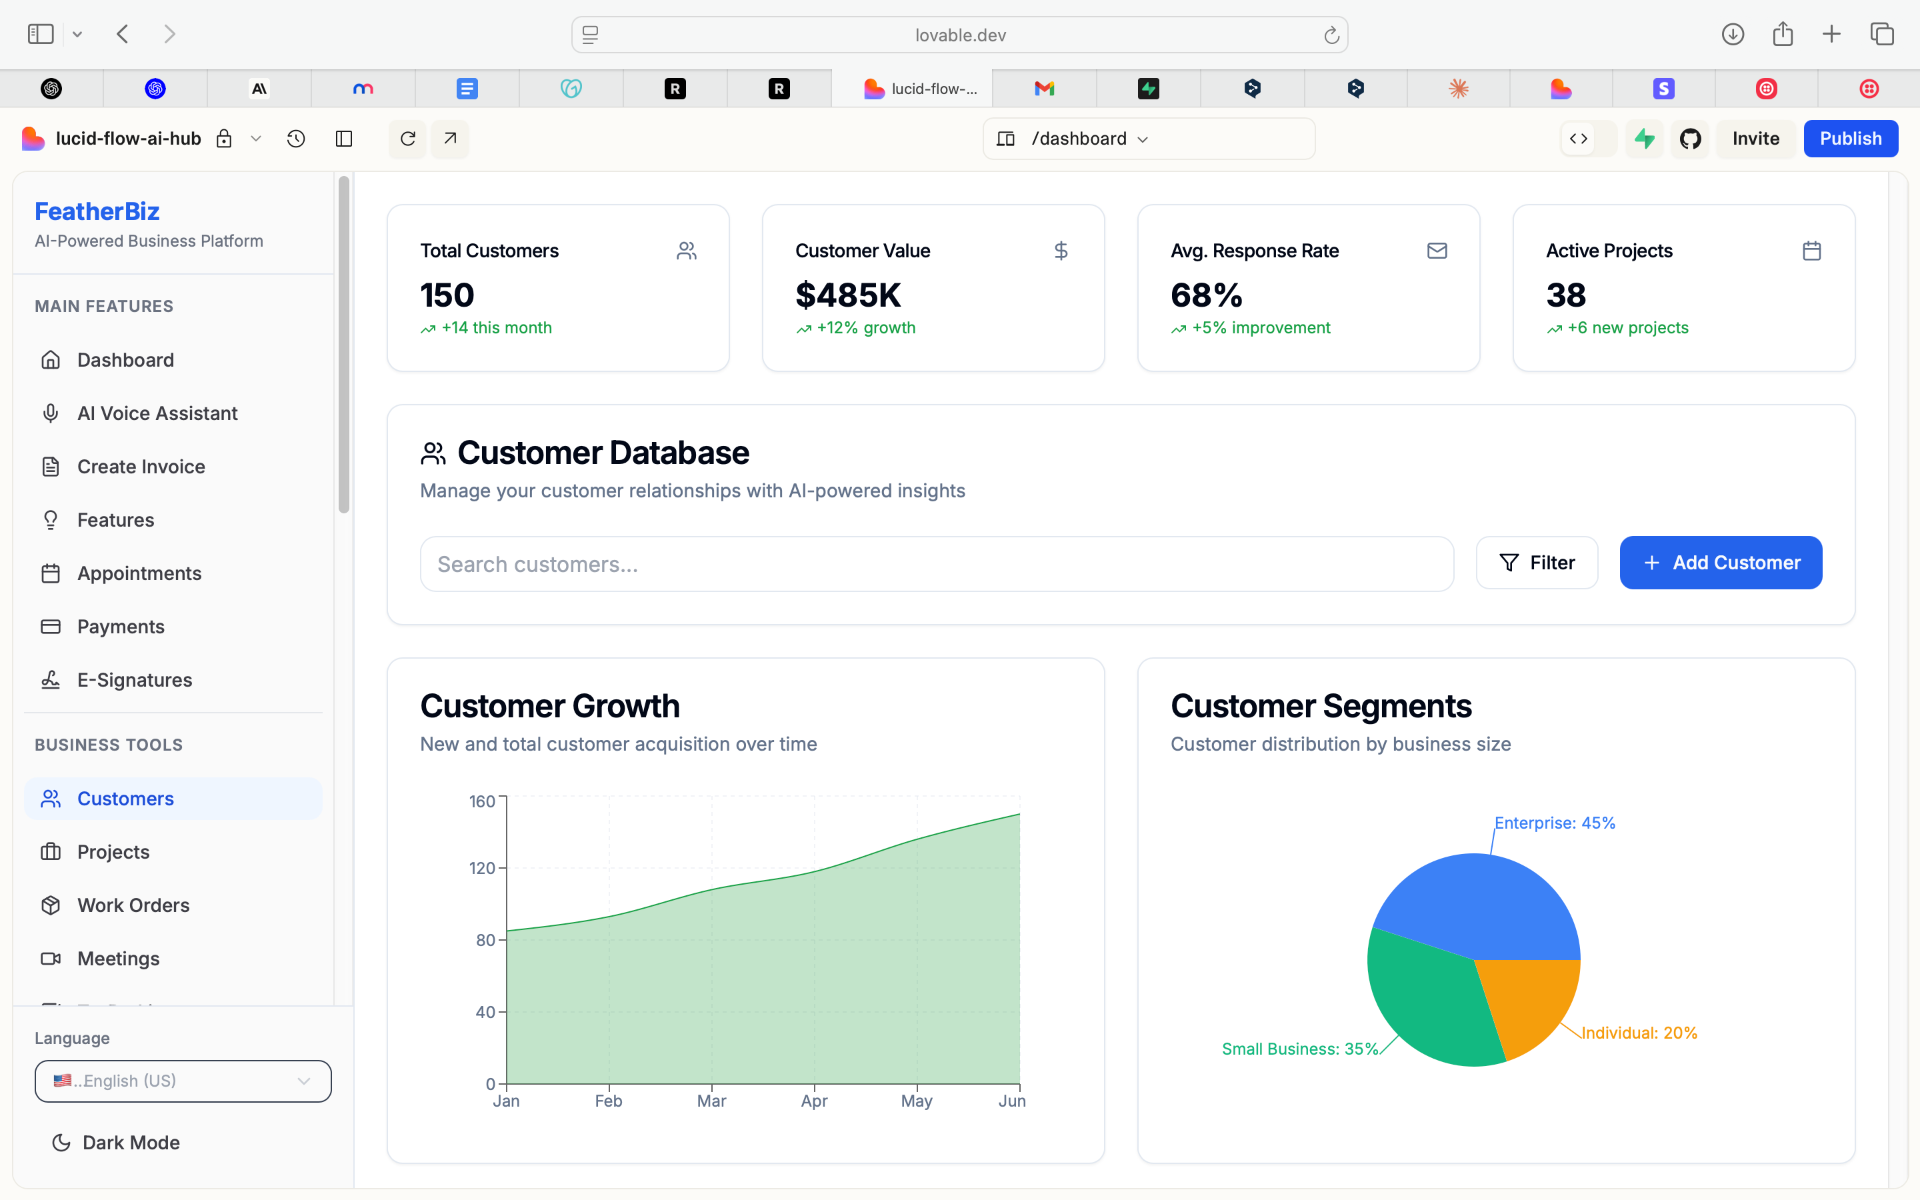 lovable.dev
lucid-flow-...
lucid-flow-ai-hub
/dashboard
Invite
Publish
FeatherBiz
AI-Powered Business Platform
MAIN FEATURES
Dashboard
AI Voice Assistant
Create Invoice
Features
Appointments
Payments
E-Signatures
BUSINESS TOOLS
Customers
Projects
Work Orders
Meetings
Language
...English (US)
Dark Mode
Total Customers
150
+14 this month
Customer Value
$485K
+12% growth
Avg. Response Rate
68%
+5% improvement
Active Projects
38
+6 new projects
Customer Database
Manage your customer relationships with AI-powered insights
Search customers...
Filter
Add Customer
Customer Growth
New and total customer acquisition over time
160
120
80
40
0
Jan
Feb
Mar
Apr
May
Jun
Customer Segments
Customer distribution by business size
Enterprise: 45%
Small Business: 35%
Individual: 20%